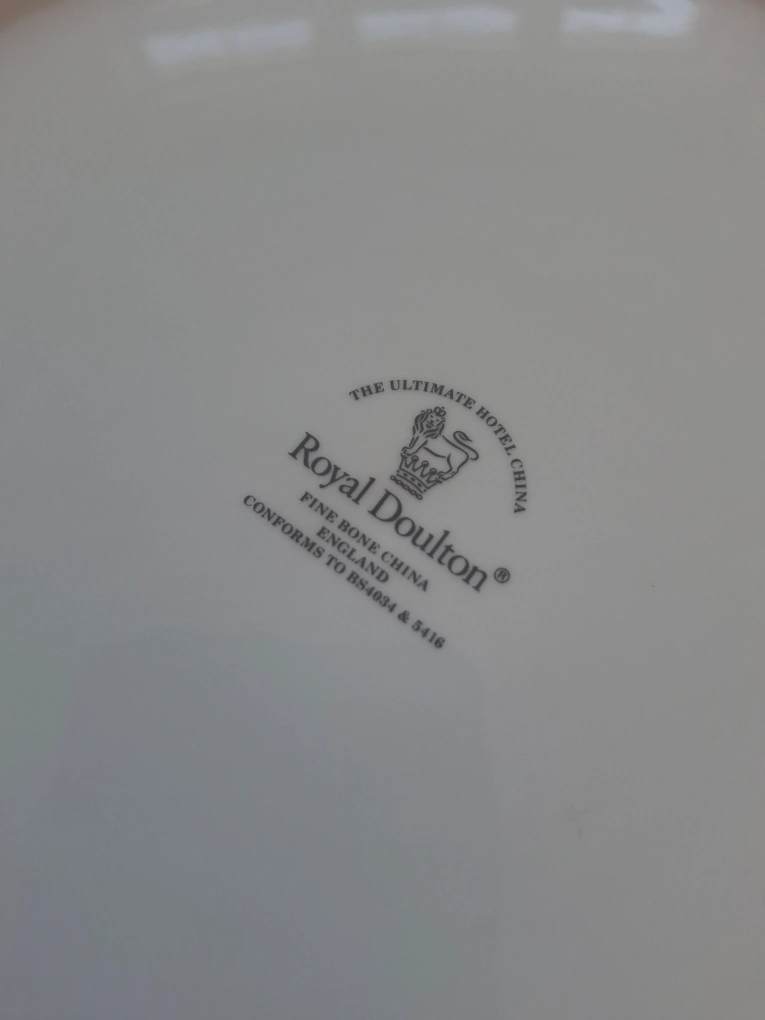 THE ULTIMATE HOTEL CHINA
Royal Doulton®
FINE BONE CHINA
ENGLAND
CONFORMS TO BS4034 & 5416